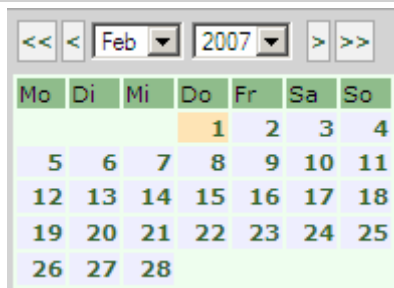 << < Feb 2007 > >>
Mo Di Mi Do Fr Sa So
1 2 3 4
5 6 7 8 9 10 11
12 13 14 15 16 17 18
19 20 21 22 23 24 25
26 27 28